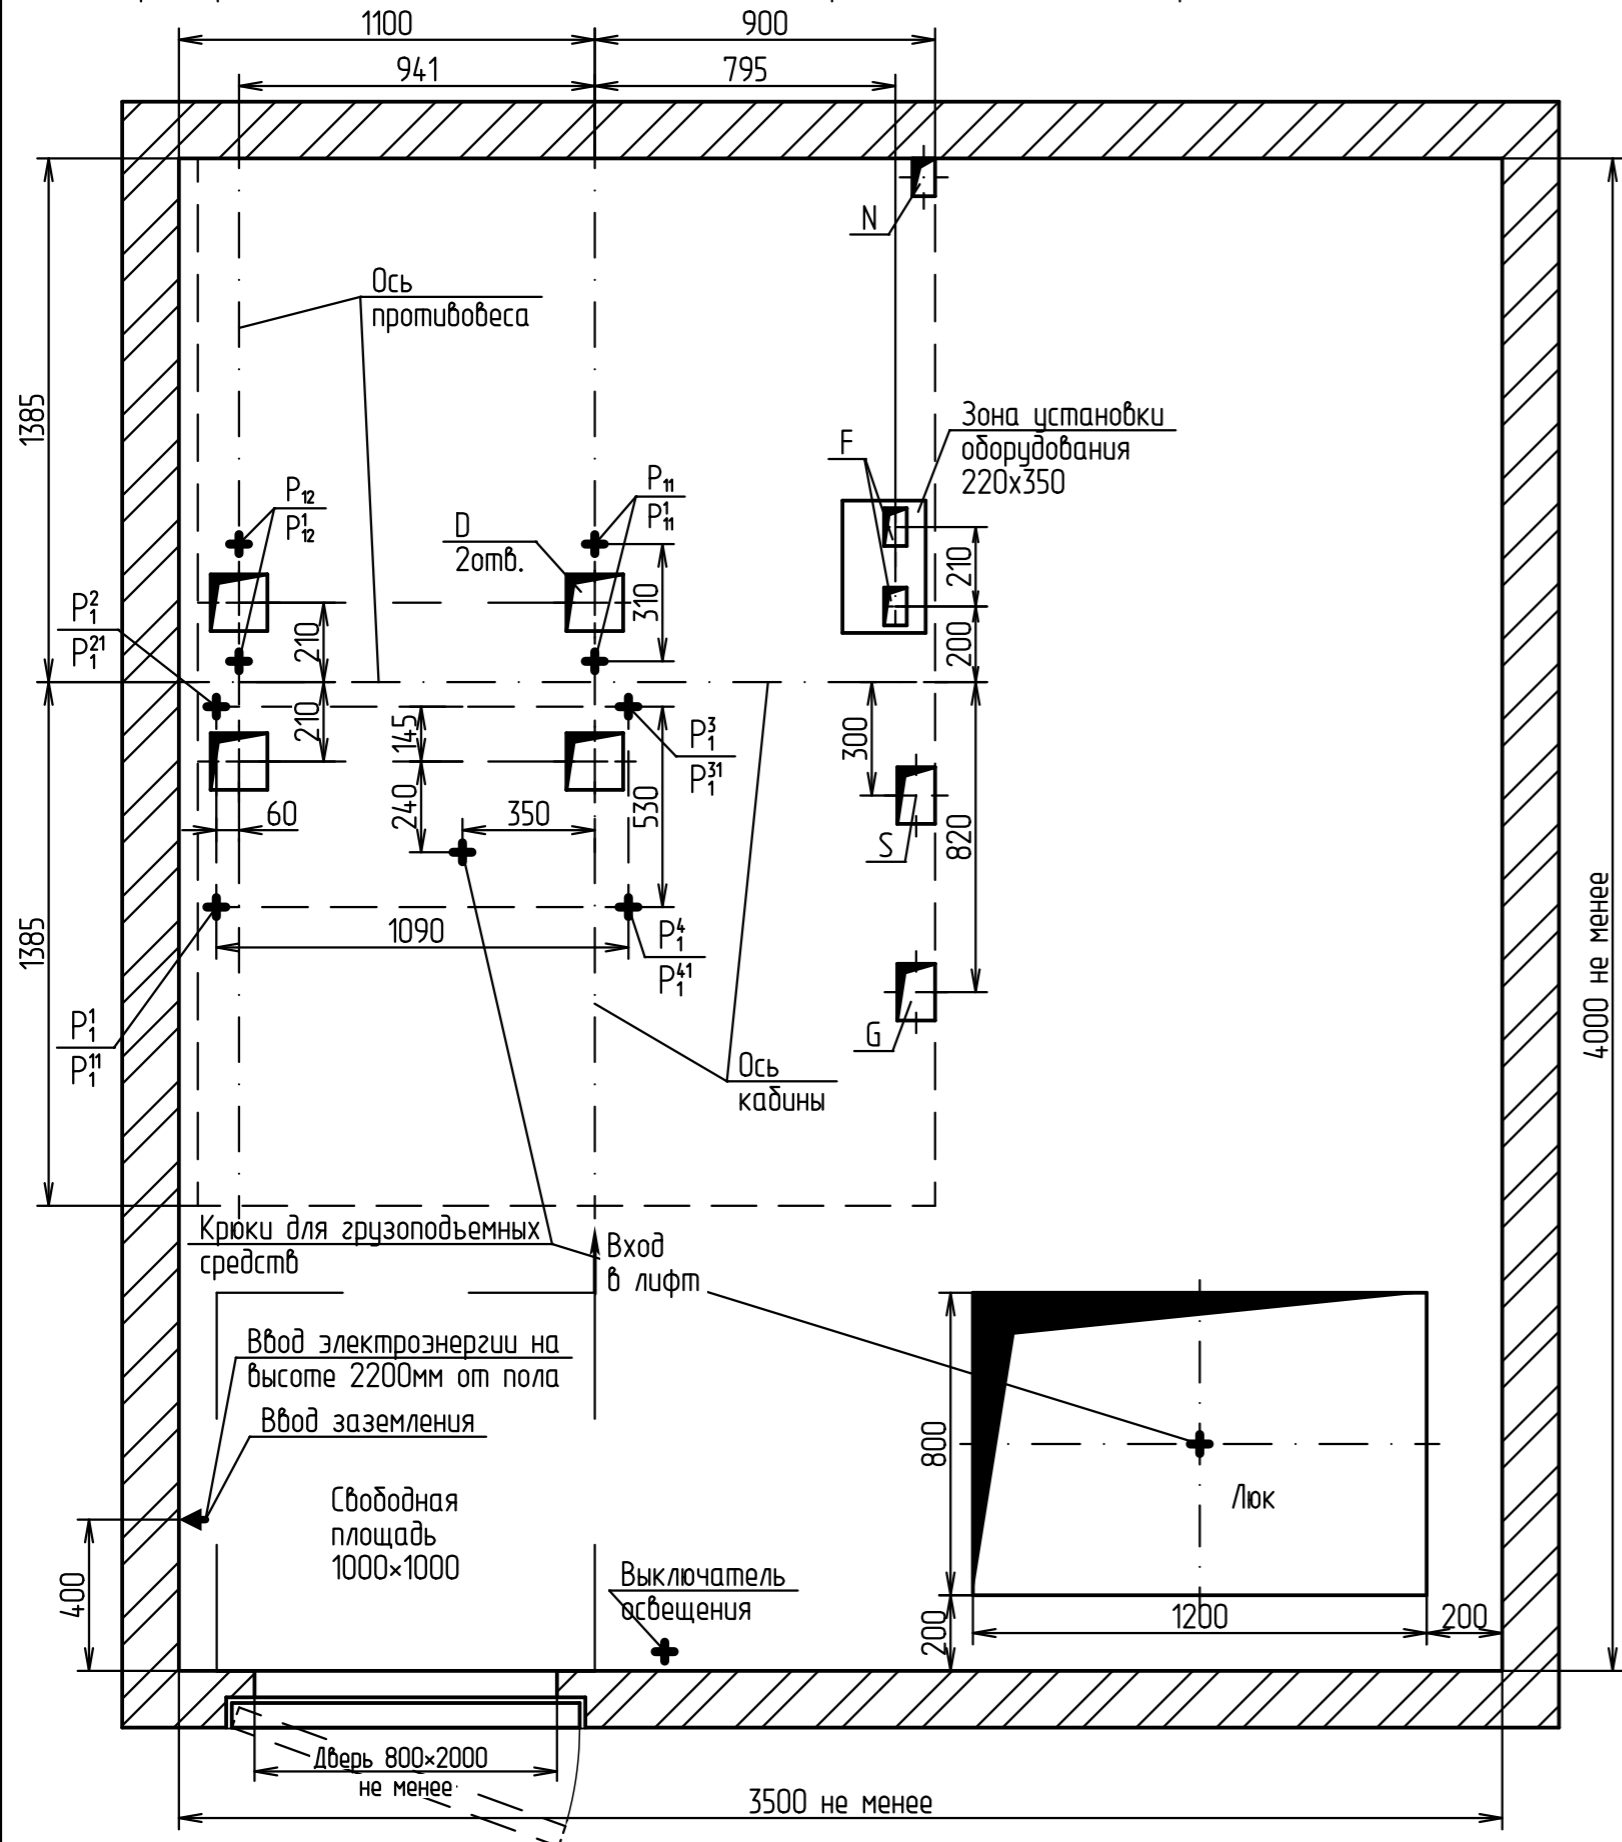 1100
900
941
795
N
Ось
противовеса
1385
Зона установки
оборудования
220х350
F
P₁₂
P¹₁₂
P₁₁
P¹₁₁
D
2отв.
310
210
200
210
P²₁
P²¹₁
210
145
P³₁
P³¹₁
300
240
530
60
350
S
820
1385
1090
P⁴₁
P⁴¹₁
G
P¹₁
P¹¹₁
Ось
кабины
4000 не менее
Крюки для грузоподъемных
средств
Вход
в лифт
Ввод электроэнергии на
высоте 2200мм от пола
Ввод заземления
800
Люк
Свободная
площадь
1000×1000
400
Выключатель
освещения
200
1200
200
Дверь 800×2000
не менее
3500 не менее